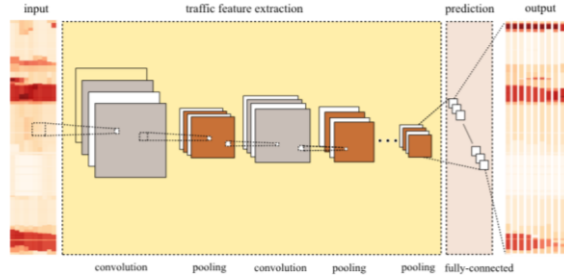 input traffic feature extraction prediction output
convolution pooling convolution pooling pooling fully-connected